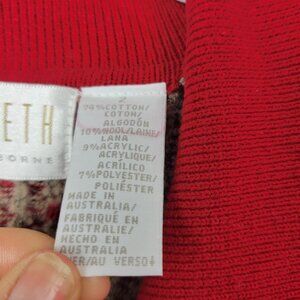 ETH
BORNE
74%COTTON/
COTON/
ALGODÓN
10%WOOL/LAINE/
LANA
9%ACRYLIC/
ACRYLIQUE/
ACRÍLICO
7%POLYESTER/
POLIÉSTER
MADE IN
AUSTRALIA/
FABRIQUÉ EN
AUSTRALIE/
HECHO EN
AUSTRALIA
VER/AU VERSO↓